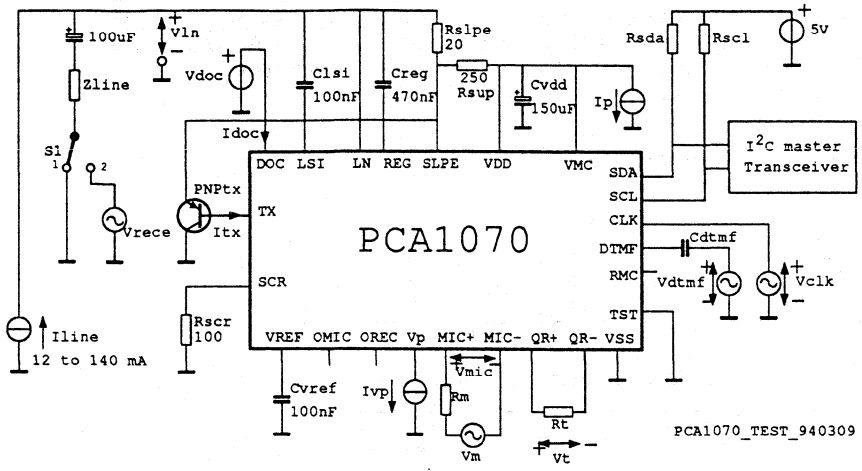 +
Vln
-
100uF
Zline
S1
1
2
Vrece
Iline
12 to 140 mA
+
Vdoc
Idoc
Clsi
100nF
Creg
470nF
Rslpe
20
250
Rsup
Cvdd
150uF
Ip
Rsda
Rscl
+
5V
I²C master
Transceiver
PNPtx
Itx
DOC
LSI
LN
REG
SLPE
VDD
VMC
SDA
SCL
CLK
DTMF
RMC
TST
TX
SCR
PCA1070
VREF
OMIC
OREC
Vp
MIC+
MIC-
QR+
QR-
VSS
Cdtmf
Vdtmf
+
-
Vclk
+
-
Rscr
100
Cvref
100nF
Ivp
+
-
Vmic
Rm
Vm
Rt
+
-
Vt
PCA1070_TEST_940309